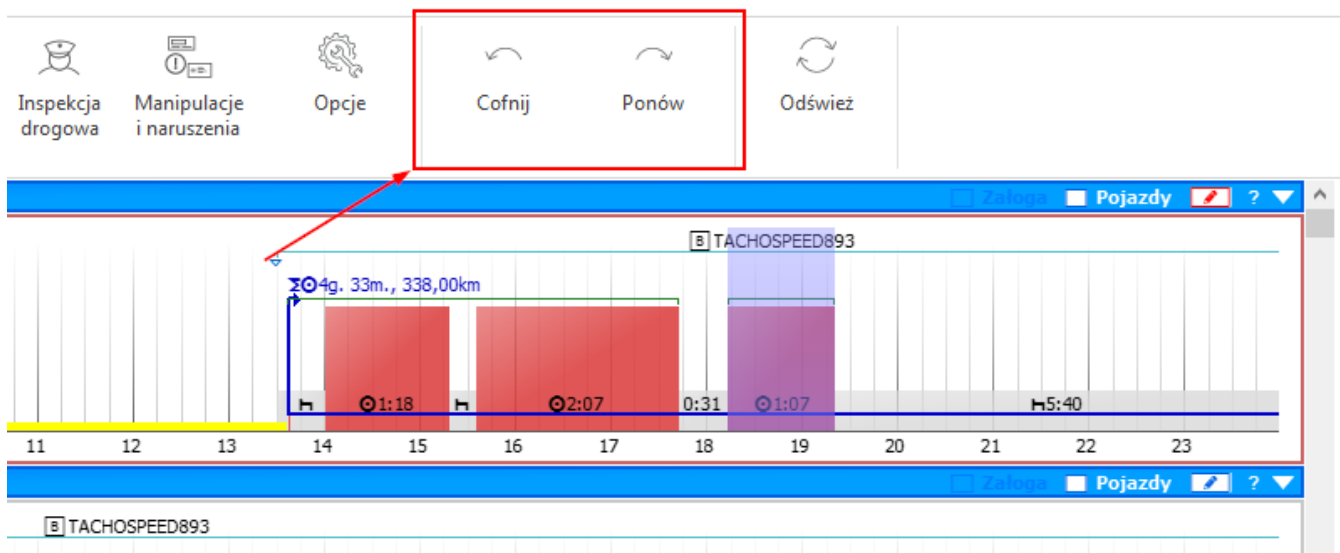 Inspekcja drogowa
Manipulacje i naruszenia
Opcje
Cofnij
Ponów
Odśwież
Załoga Pojazdy ?
B TACHOSPEED893
4g. 33m., 338,00km
1:18 2:07 0:31 1:07 5:40
11 12 13 14 15 16 17 18 19 20 21 22 23
Załoga Pojazdy ?
B TACHOSPEED893